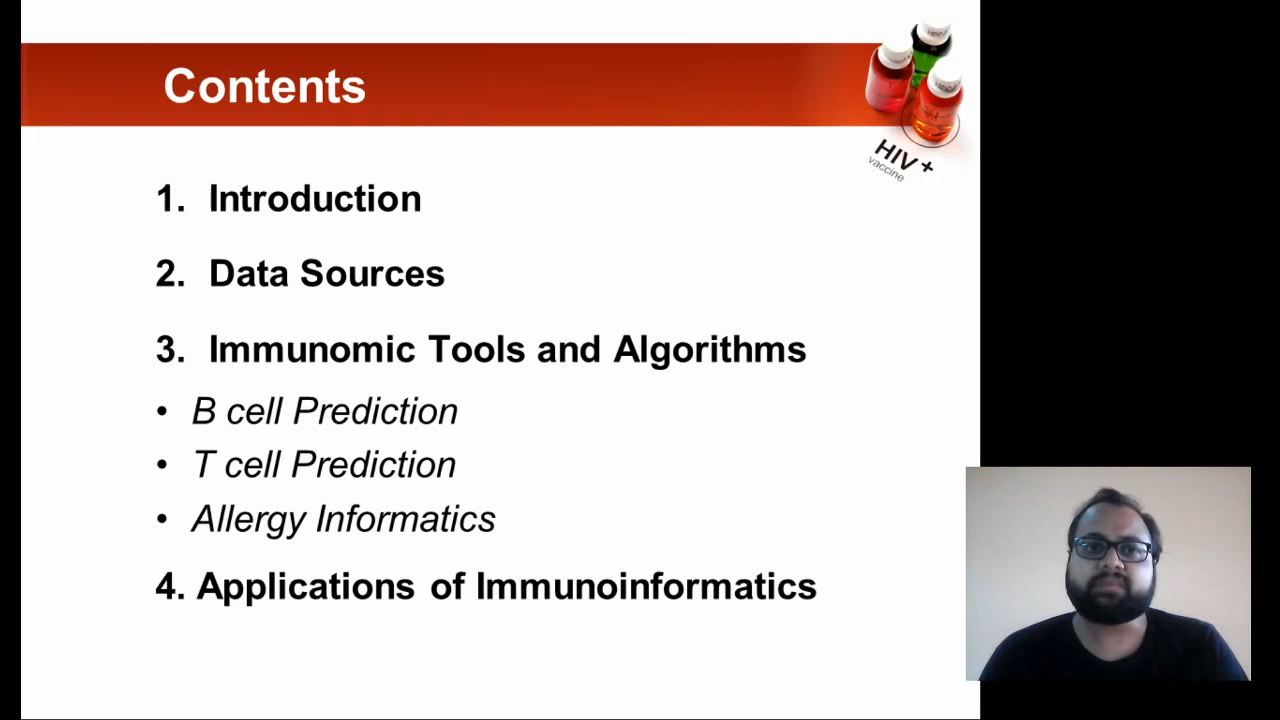 Contents
HIV+
vaccine
1. Introduction
2. Data Sources
3. Immunomic Tools and Algorithms
• B cell Prediction
• T cell Prediction
• Allergy Informatics
4. Applications of Immunoinformatics